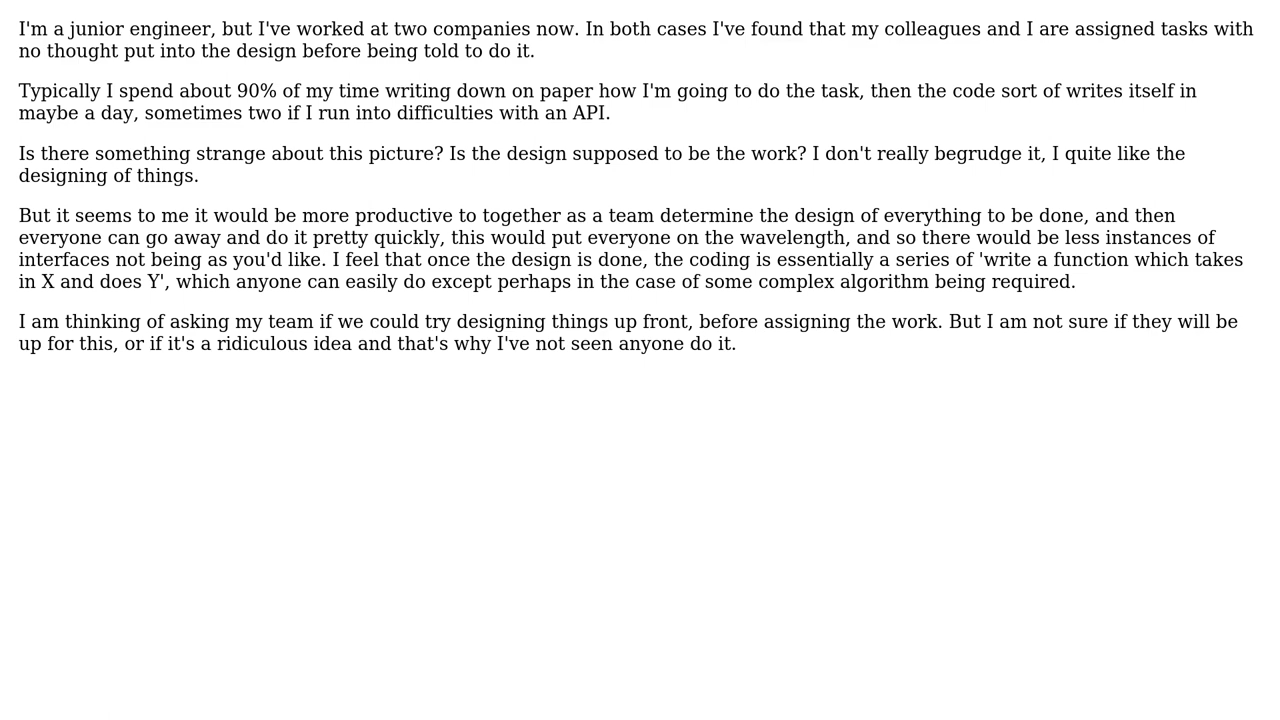 I'm a junior engineer, but I've worked at two companies now. In both cases I've found that my colleagues and I are assigned tasks with
no thought put into the design before being told to do it.
Typically I spend about 90% of my time writing down on paper how I'm going to do the task, then the code sort of writes itself in
maybe a day, sometimes two if I run into difficulties with an API.
Is there something strange about this picture? Is the design supposed to be the work? I don't really begrudge it, I quite like the
designing of things.
But it seems to me it would be more productive to together as a team determine the design of everything to be done, and then
everyone can go away and do it pretty quickly, this would put everyone on the wavelength, and so there would be less instances of
interfaces not being as you'd like. I feel that once the design is done, the coding is essentially a series of 'write a function which takes
in X and does Y', which anyone can easily do except perhaps in the case of some complex algorithm being required.
I am thinking of asking my team if we could try designing things up front, before assigning the work. But I am not sure if they will be
up for this, or if it's a ridiculous idea and that's why I've not seen anyone do it.